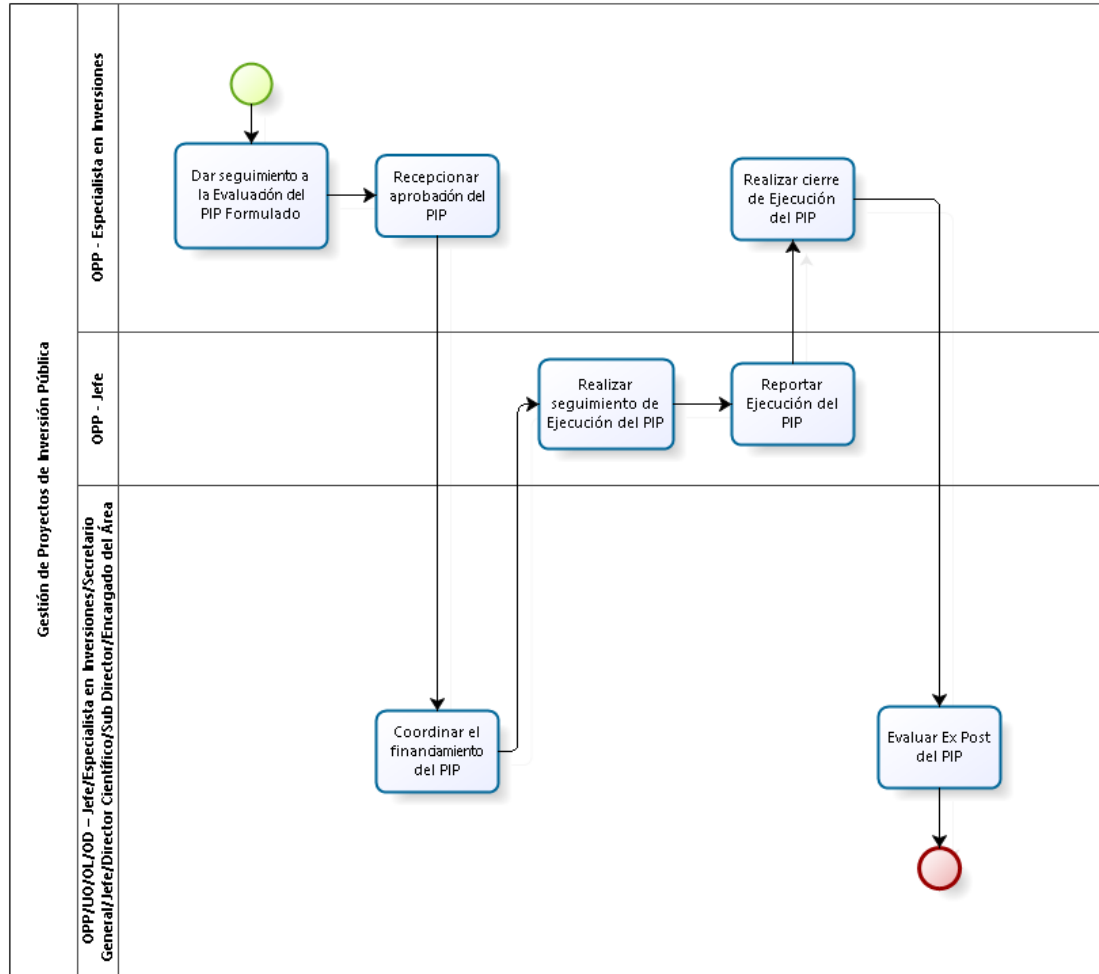 Gestión de Proyectos de Inversión Pública
OPP - Especialista en Inversiones
Dar seguimiento a
la Evaluación del
PIP Formulado
Recepcionar
aprobación del
PIP
Realizar cierre
de Ejecución
del PIP
OPP - Jefe
Realizar
seguimiento de
Ejecución del PIP
Reportar
Ejecución del
PIP
OPP/UO/OL/OD – Jefe/Especialista en Inversiones/Secretario
General/Jefe/Director Científico/Sub Director/Encargado del Área
Coordinar el
financiamiento
del PIP
Evaluar Ex Post
del PIP